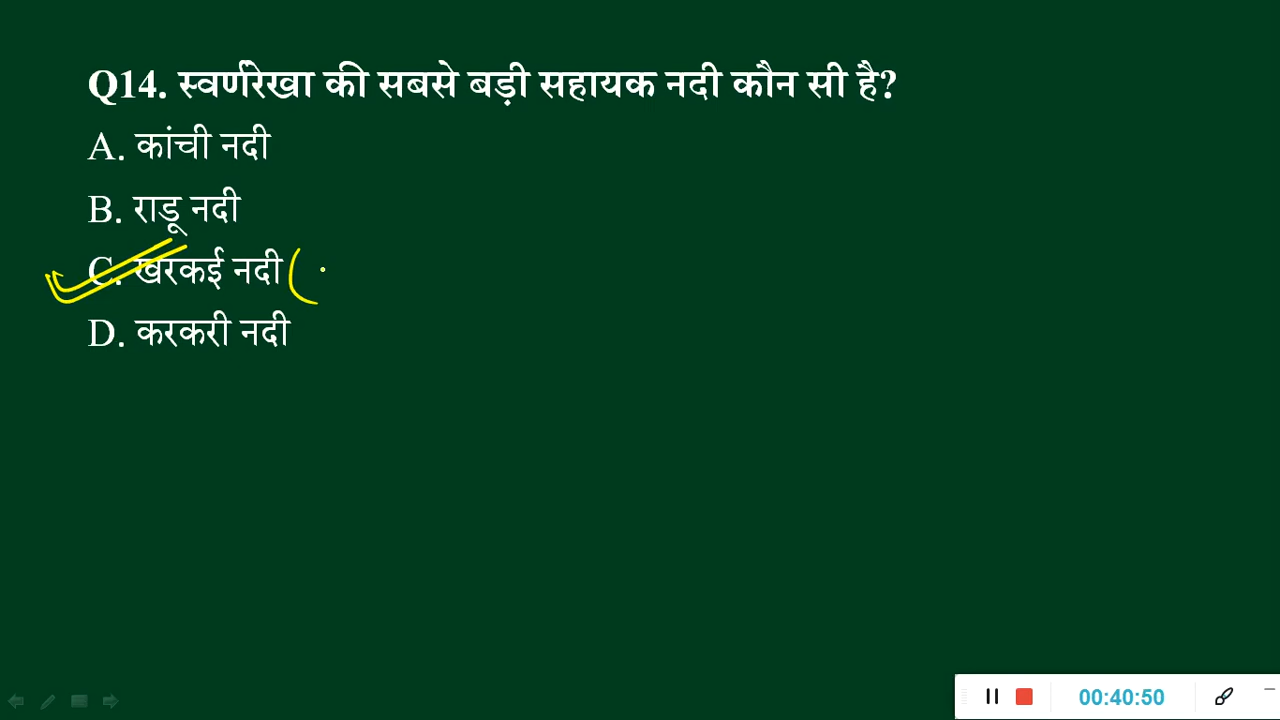 Q14. स्वर्णरेखा की सबसे बड़ी सहायक नदी कौन सी है?
A. कांची नदी
B. राडू नदी
C. खरकई नदी (
D. करकरी नदी
00:40:50